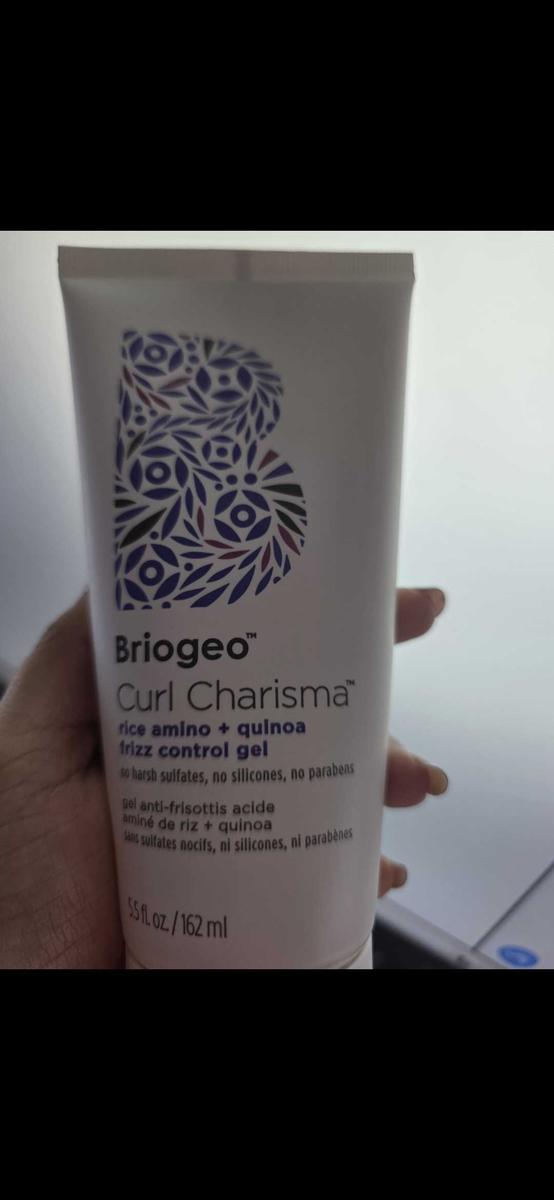 Briogeo™
Curl Charisma™
rice amino + quinoa
frizz control gel
no harsh sulfates, no silicones, no parabens
gel anti-frisottis acide
aminé de riz + quinoa
sans sulfates nocifs, ni silicones, ni parabènes
5.5 fl. oz. / 162 ml